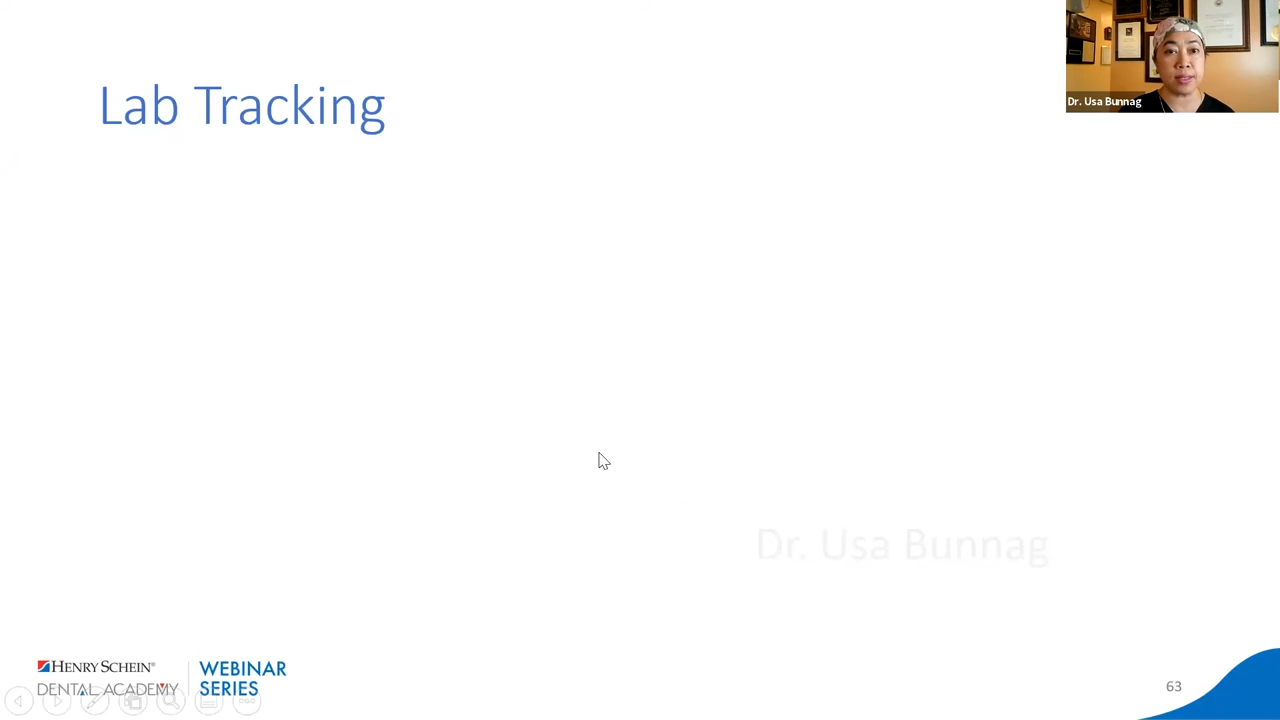 Lab Tracking
Dr. Usa Bunnag
Dr. Usa Bunnag
HENRY SCHEIN®
DENTAL ACADEMY
WEBINAR
SERIES
63